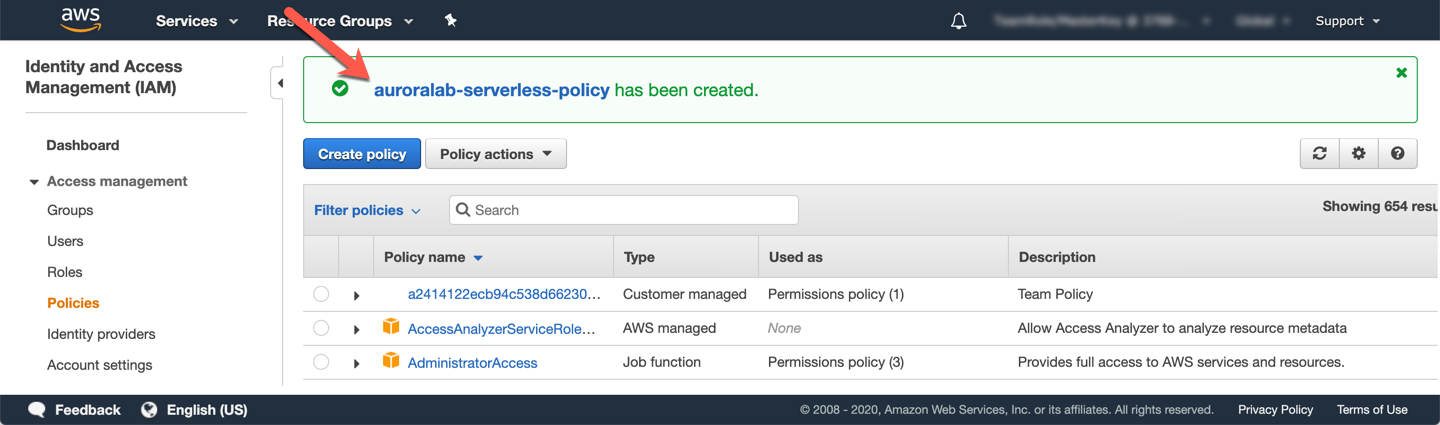 aws Services Resource Groups Support
Identity and Access
Management (IAM)
auroralab-serverless-policy has been created.
Dashboard
Access management
Groups
Users
Roles
Policies
Identity providers
Account settings
Create policy Policy actions
Filter policies Search Showing 654 resu
Policy name Type Used as Description
a2414122ecb94c538d66230... Customer managed Permissions policy (1) Team Policy
AccessAnalyzerServiceRole... AWS managed None Allow Access Analyzer to analyze resource metadata
AdministratorAccess Job function Permissions policy (3) Provides full access to AWS services and resources.
Feedback English (US) © 2008 - 2020, Amazon Web Services, Inc. or its affiliates. All rights reserved. Privacy Policy Terms of Use